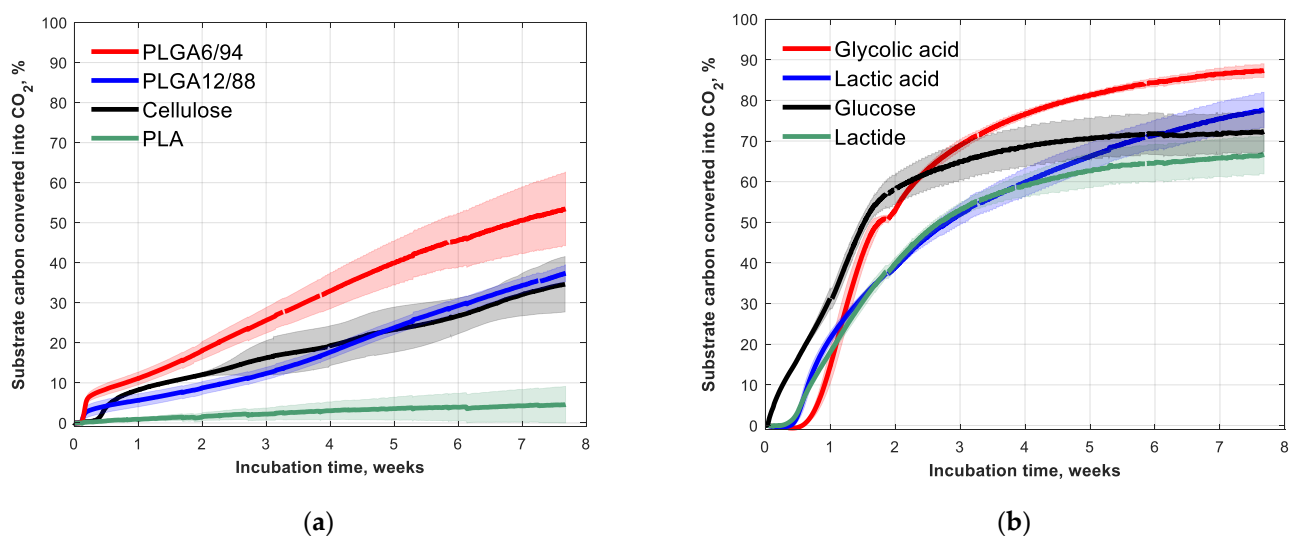 Substrate carbon converted into CO2, %
100
90
80
70
60
50
40
30
20
10
0
PLGA6/94
PLGA12/88
Cellulose
PLA
0 1 2 3 4 5 6 7 8
Incubation time, weeks
(a)
Substrate carbon converted into CO2, %
100
90
80
70
60
50
40
30
20
10
0
Glycolic acid
Lactic acid
Glucose
Lactide
0 1 2 3 4 5 6 7 8
Incubation time, weeks
(b)